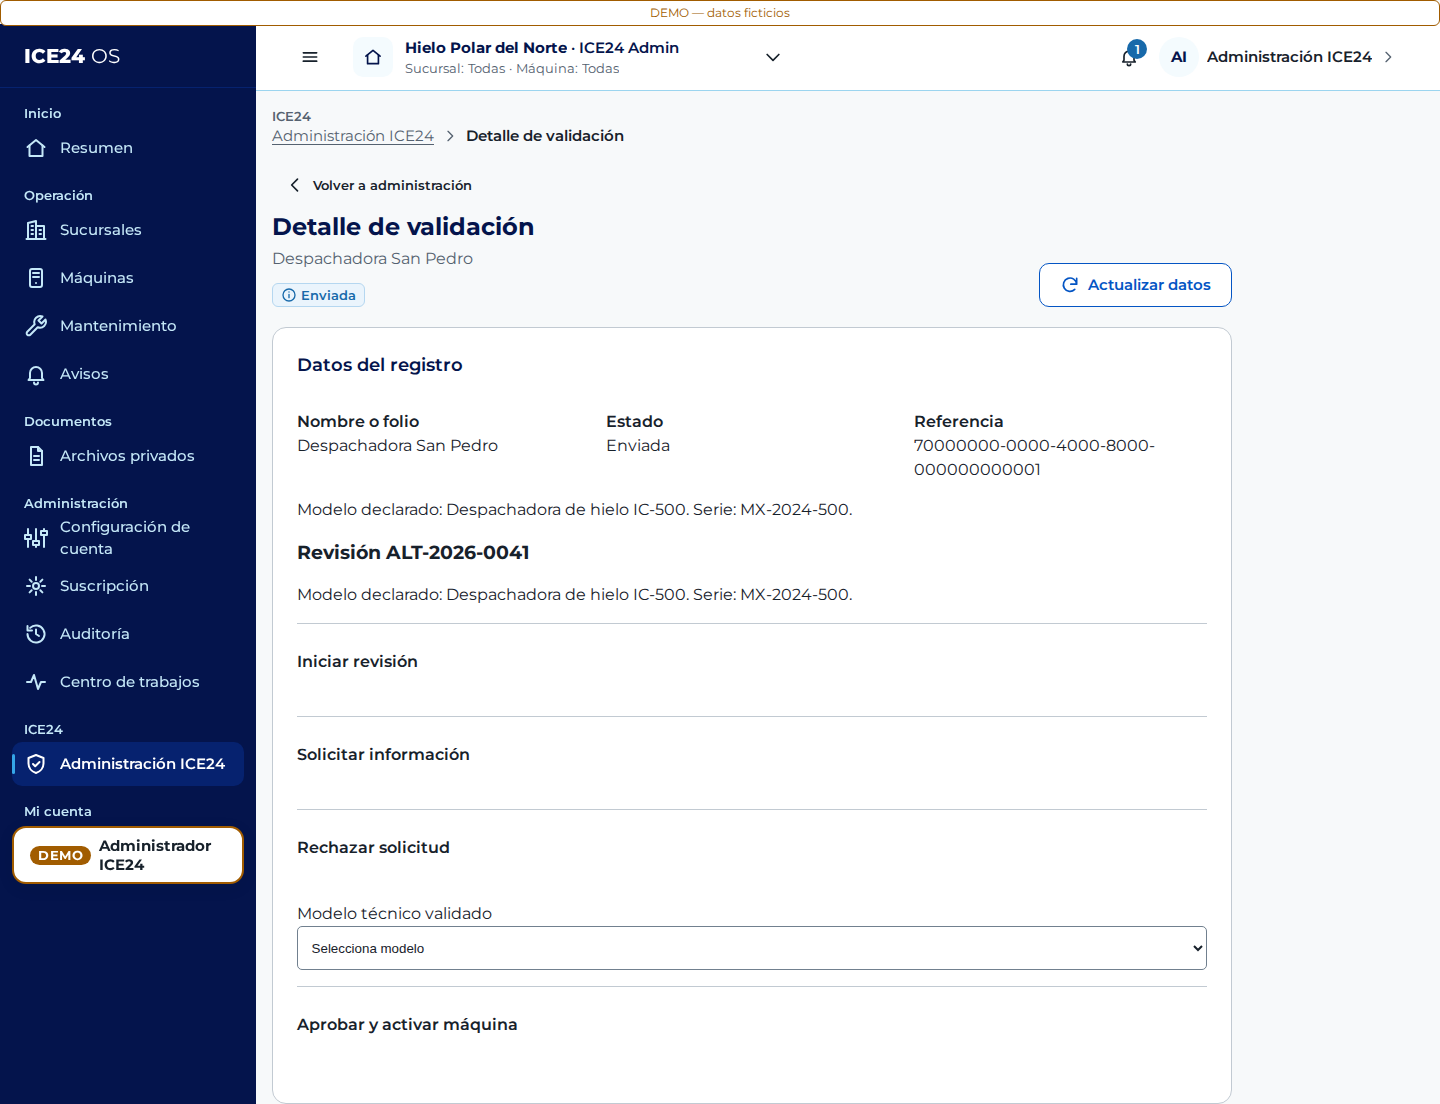 DEMO — datos ficticios
ICE24 OS
Inicio
Resumen
Operación
Sucursales
Máquinas
Mantenimiento
Avisos
Documentos
Archivos privados
Administración
Configuración de
cuenta
Suscripción
Auditoría
Centro de trabajos
ICE24
Administración ICE24
Mi cuenta
DEMO Administrador
ICE24
Hielo Polar del Norte · ICE24 Admin
Sucursal: Todas · Máquina: Todas
1
AI Administración ICE24
ICE24
Administración ICE24 > Detalle de validación
Volver a administración
Detalle de validación
Despachadora San Pedro
Enviada
Actualizar datos
Datos del registro
Nombre o folio
Despachadora San Pedro
Estado
Enviada
Referencia
70000000-0000-4000-8000-
000000000001
Modelo declarado: Despachadora de hielo IC-500. Serie: MX-2024-500.
Revisión ALT-2026-0041
Modelo declarado: Despachadora de hielo IC-500. Serie: MX-2024-500.
Iniciar revisión
Solicitar información
Rechazar solicitud
Modelo técnico validado
Selecciona modelo
Aprobar y activar máquina